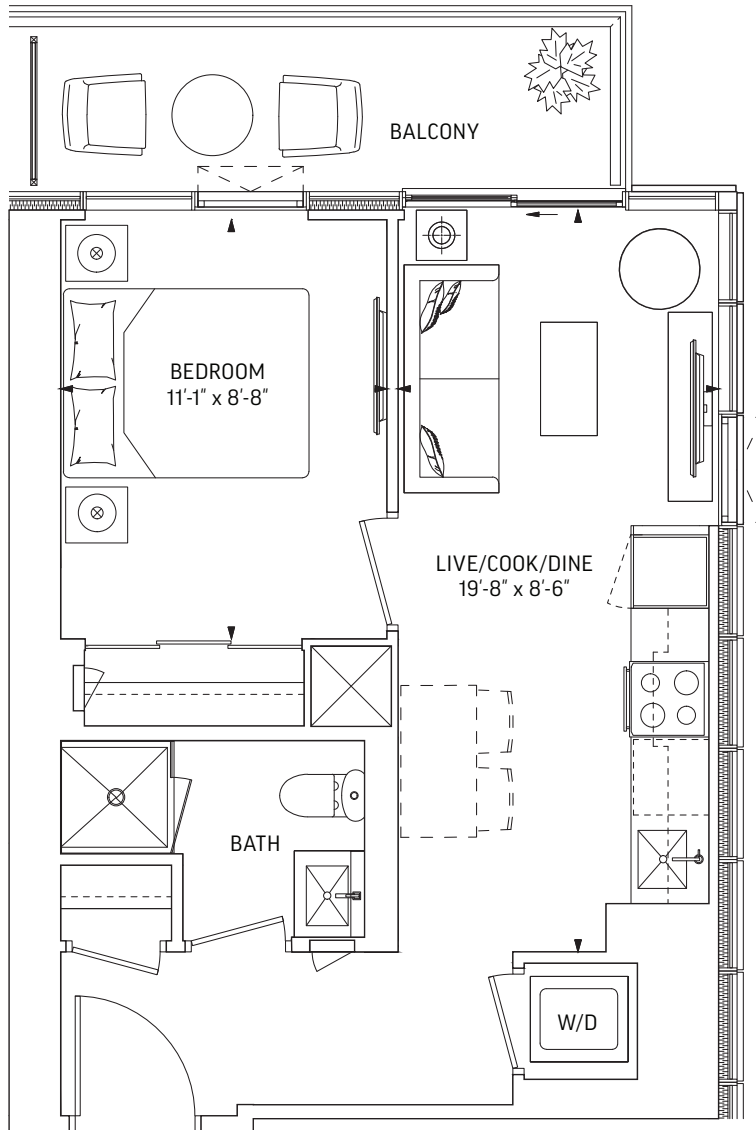 BALCONY
BEDROOM
11'-1" x 8'-8"
LIVE/COOK/DINE
19'-8" x 8'-6"
BATH
W/D